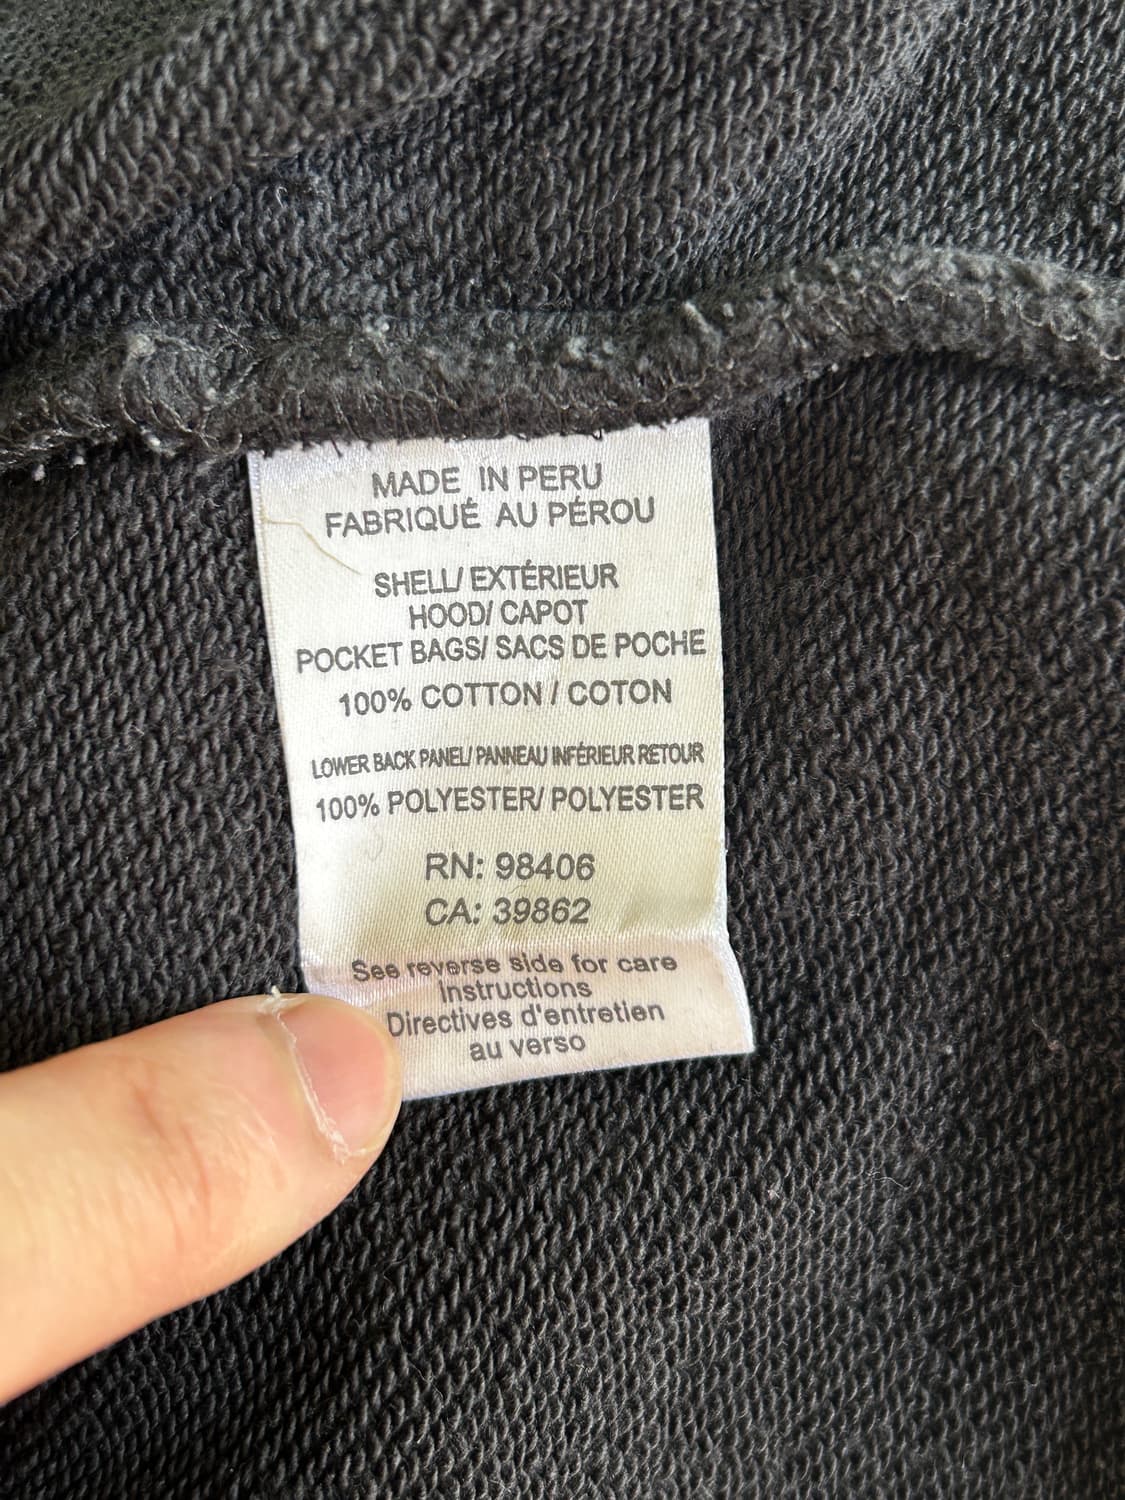 MADE IN PERU
FABRIQUÉ AU PÉROU
SHELL/ EXTÉRIEUR
HOOD/ CAPOT
POCKET BAGS/ SACS DE POCHE
100% COTTON / COTON
LOWER BACK PANEL/ PANNEAU INFÉRIEUR RETOUR
100% POLYESTER/ POLYESTER
RN: 98406
CA: 39862
See reverse side for care
instructions
Directives d'entretien
au verso